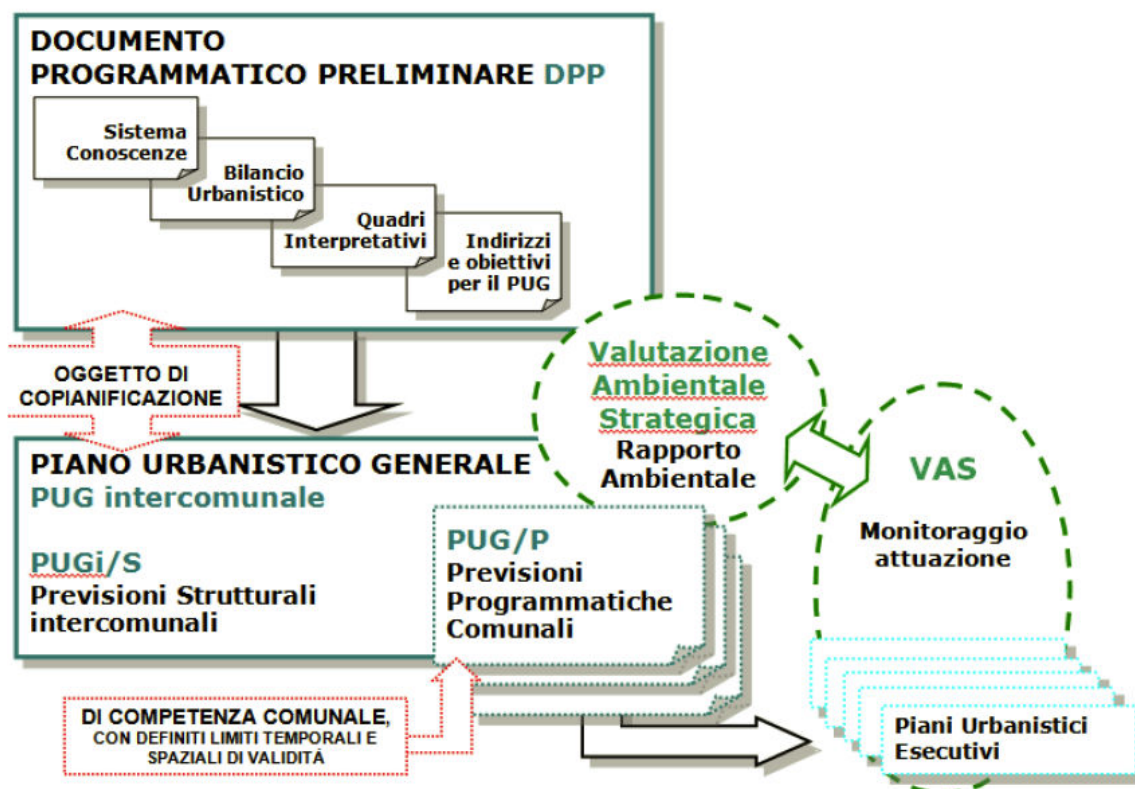 DOCUMENTO
PROGRAMMATICO PRELIMINARE DPP
Sistema
Conoscenze
Bilancio
Urbanistico
Quadri
Interpretativi
Indirizzi
e obiettivi
per il PUG
OGGETTO DI
COPIANIFICAZIONE
Valutazione
Ambientale
Strategica
Rapporto
Ambientale
VAS
Monitoraggio
attuazione
PIANO URBANISTICO GENERALE
PUG intercomunale
PUGi/S
Previsioni Strutturali
intercomunali
PUG/P
Previsioni
Programmatiche
Comunali
DI COMPETENZA COMUNALE,
CON DEFINITI LIMITI TEMPORALI E
SPAZIALI DI VALIDITÀ
Piani Urbanistici
Esecutivi